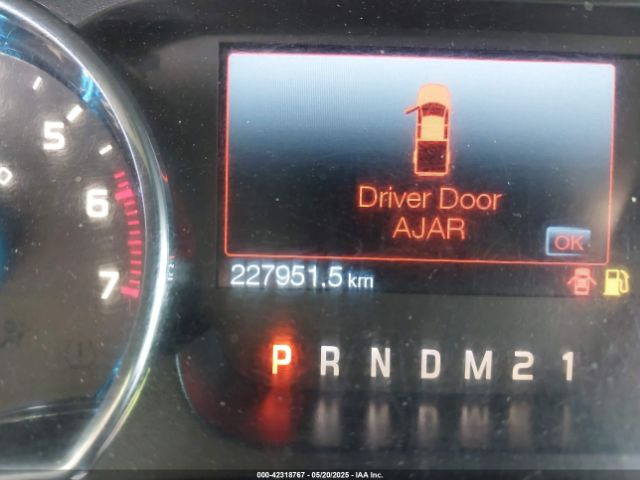 5
6
7
Driver Door
AJAR
OK
227951.5 km
P R N D M 2 1
000-42318767 — 05/20/2025 — IAA Inc.